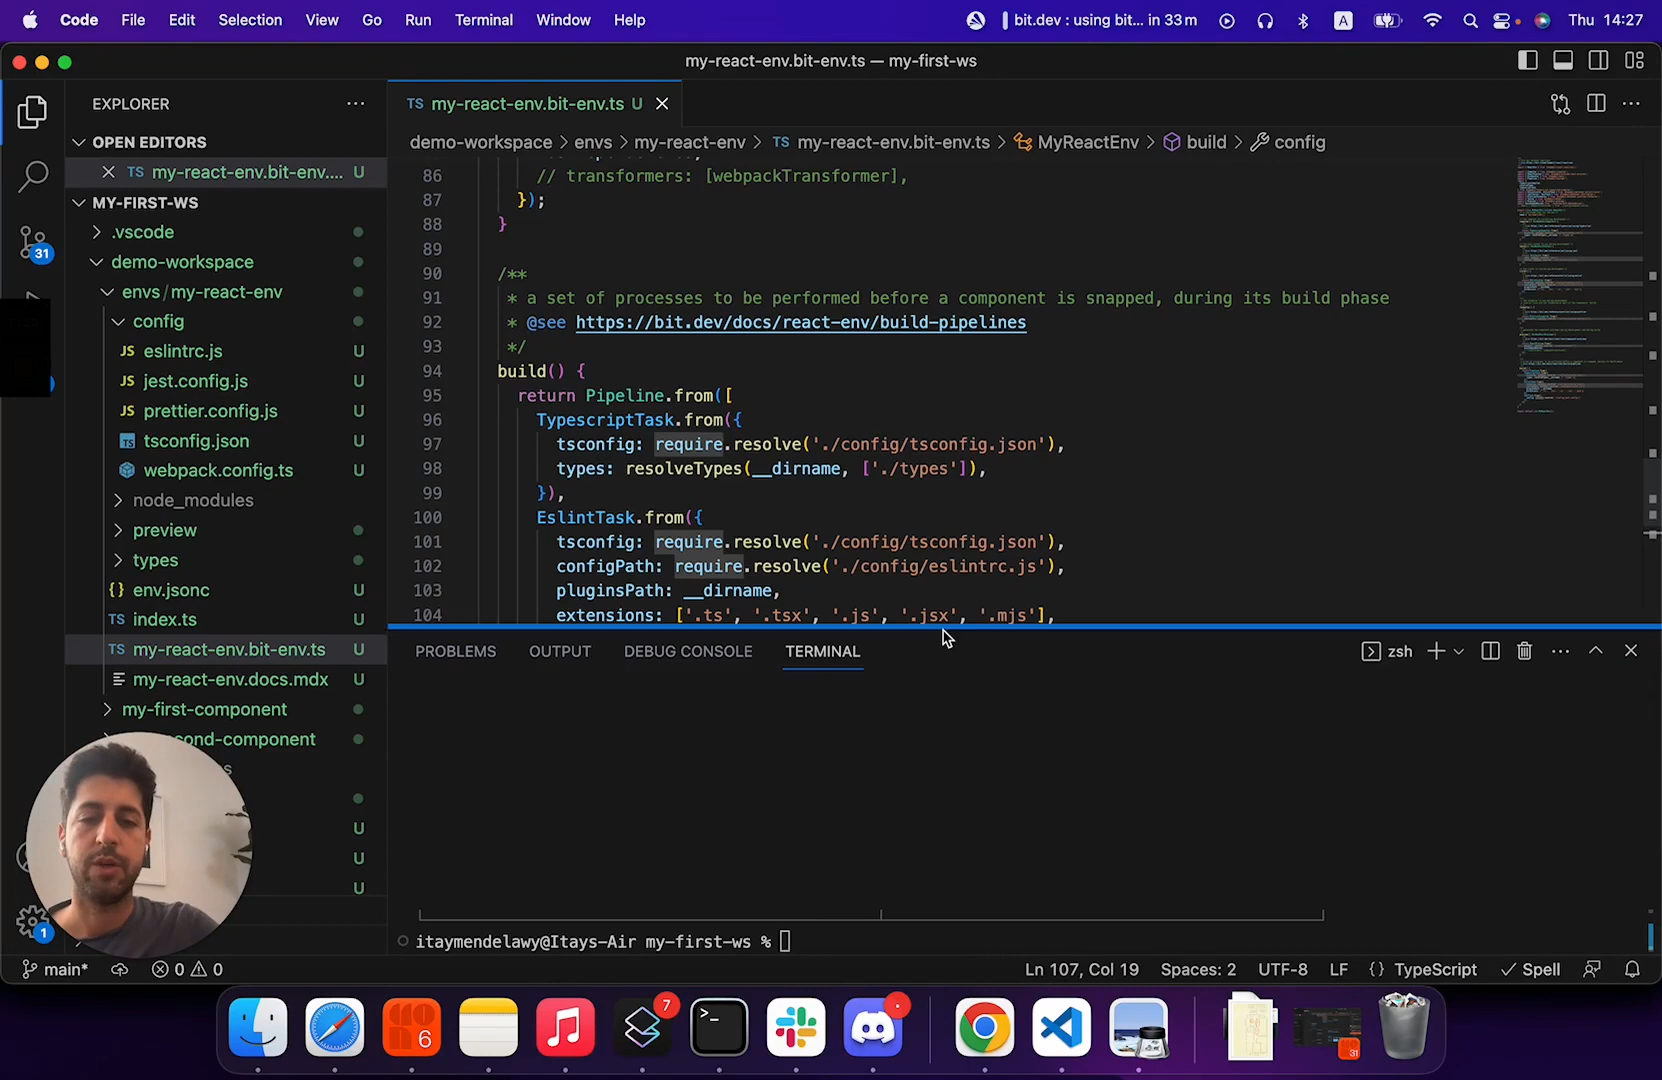 Code File Edit Selection View Go Run Terminal Window Help
bit.dev : using bit... in 33 m
A
Thu 14:27
my-react-env.bit-env.ts — my-first-ws
EXPLORER
OPEN EDITORS
TS my-react-env.bit-env.... U
MY-FIRST-WS
.vscode
demo-workspace
envs / my-react-env
config
JS eslintrc.js U
JS jest.config.js U
JS prettier.config.js U
TS tsconfig.json U
webpack.config.ts U
node_modules
preview
types
{} env.jsonc U
TS index.ts U
TS my-react-env.bit-env.ts U
my-react-env.docs.mdx U
my-first-component
ond-component
s
U
U
U
31
1
TS my-react-env.bit-env.ts U
demo-workspace > envs > my-react-env > TS my-react-env.bit-env.ts > MyReactEnv > build > config
86 // transformers: [webpackTransformer],
87 });
88 }
89
90 /**
91 * a set of processes to be performed before a component is snapped, during its build phase
92 * @see https://bit.dev/docs/react-env/build-pipelines
93 */
94 build() {
95 return Pipeline.from([
96 TypescriptTask.from({
97 tsconfig: require.resolve('./config/tsconfig.json'),
98 types: resolveTypes(__dirname, ['./types']),
99 }),
100 EslintTask.from({
101 tsconfig: require.resolve('./config/tsconfig.json'),
102 configPath: require.resolve('./config/eslintrc.js'),
103 pluginsPath: __dirname,
104 extensions: ['.ts', '.tsx', '.js', '.jsx', '.mjs'],
PROBLEMS OUTPUT DEBUG CONSOLE TERMINAL
zsh
itaymendelawy@Itays-Air my-first-ws %
main* 0 0
Ln 107, Col 19 Spaces: 2 UTF-8 LF {} TypeScript Spell
6
7
31